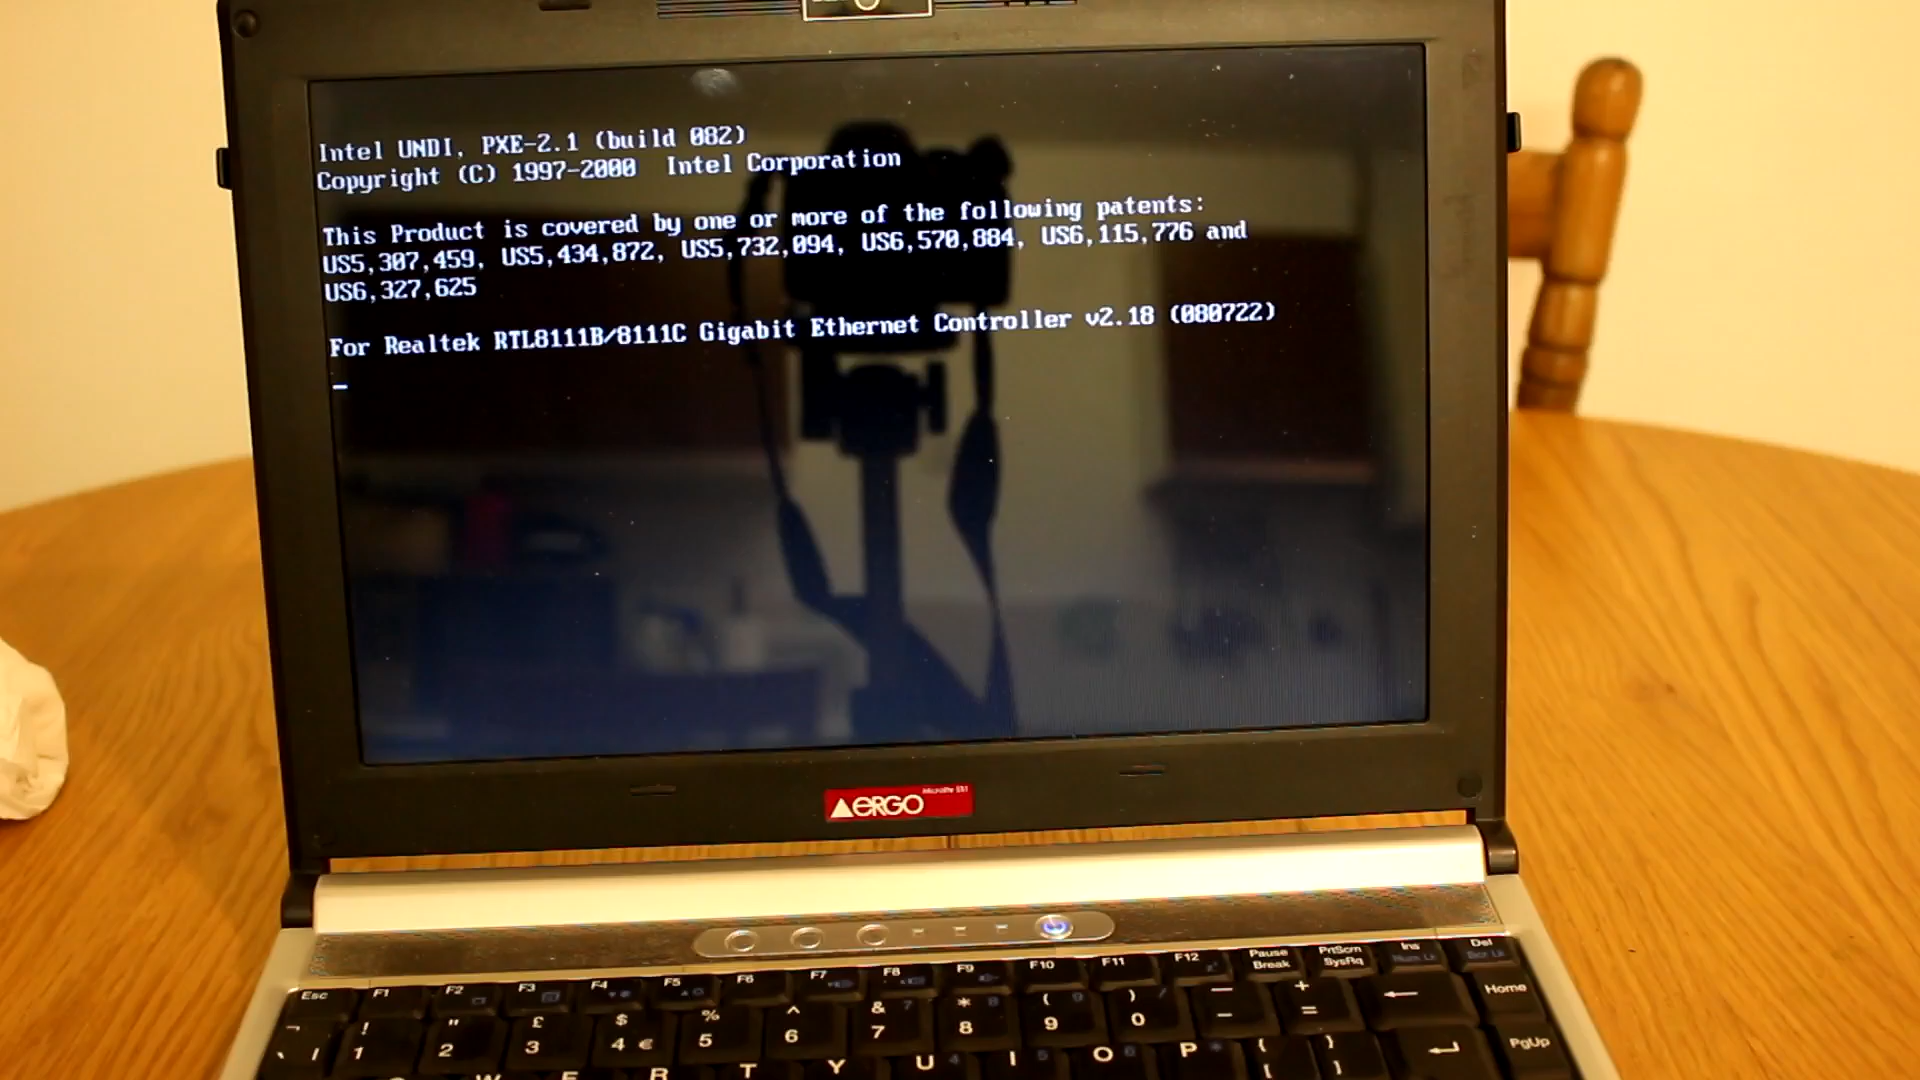 Intel UNDI, PXE-2.1 (build 082)
Copyright (C) 1997-2000  Intel Corporation
This Product is covered by one or more of the following patents:
US5,307,459, US5,434,872, US5,732,094, US6,570,884, US6,115,776 and
US6,327,625
For Realtek RTL8111B/8111C Gigabit Ethernet Controller v2.18 (080722)
ERGO
Esc F1 F2 F3 F4 F5 F6 F7 F8 F9 F10 F11 F12 Pause Break PrtScrn SysRq Ins Del
¬ ! " £ $ % ^ & * ( ) — + Home
` ¦ 1 2 3 4 € 5 6 7 8 9 0 - =
W E R T Y U I O P { } PgUp
[ ]